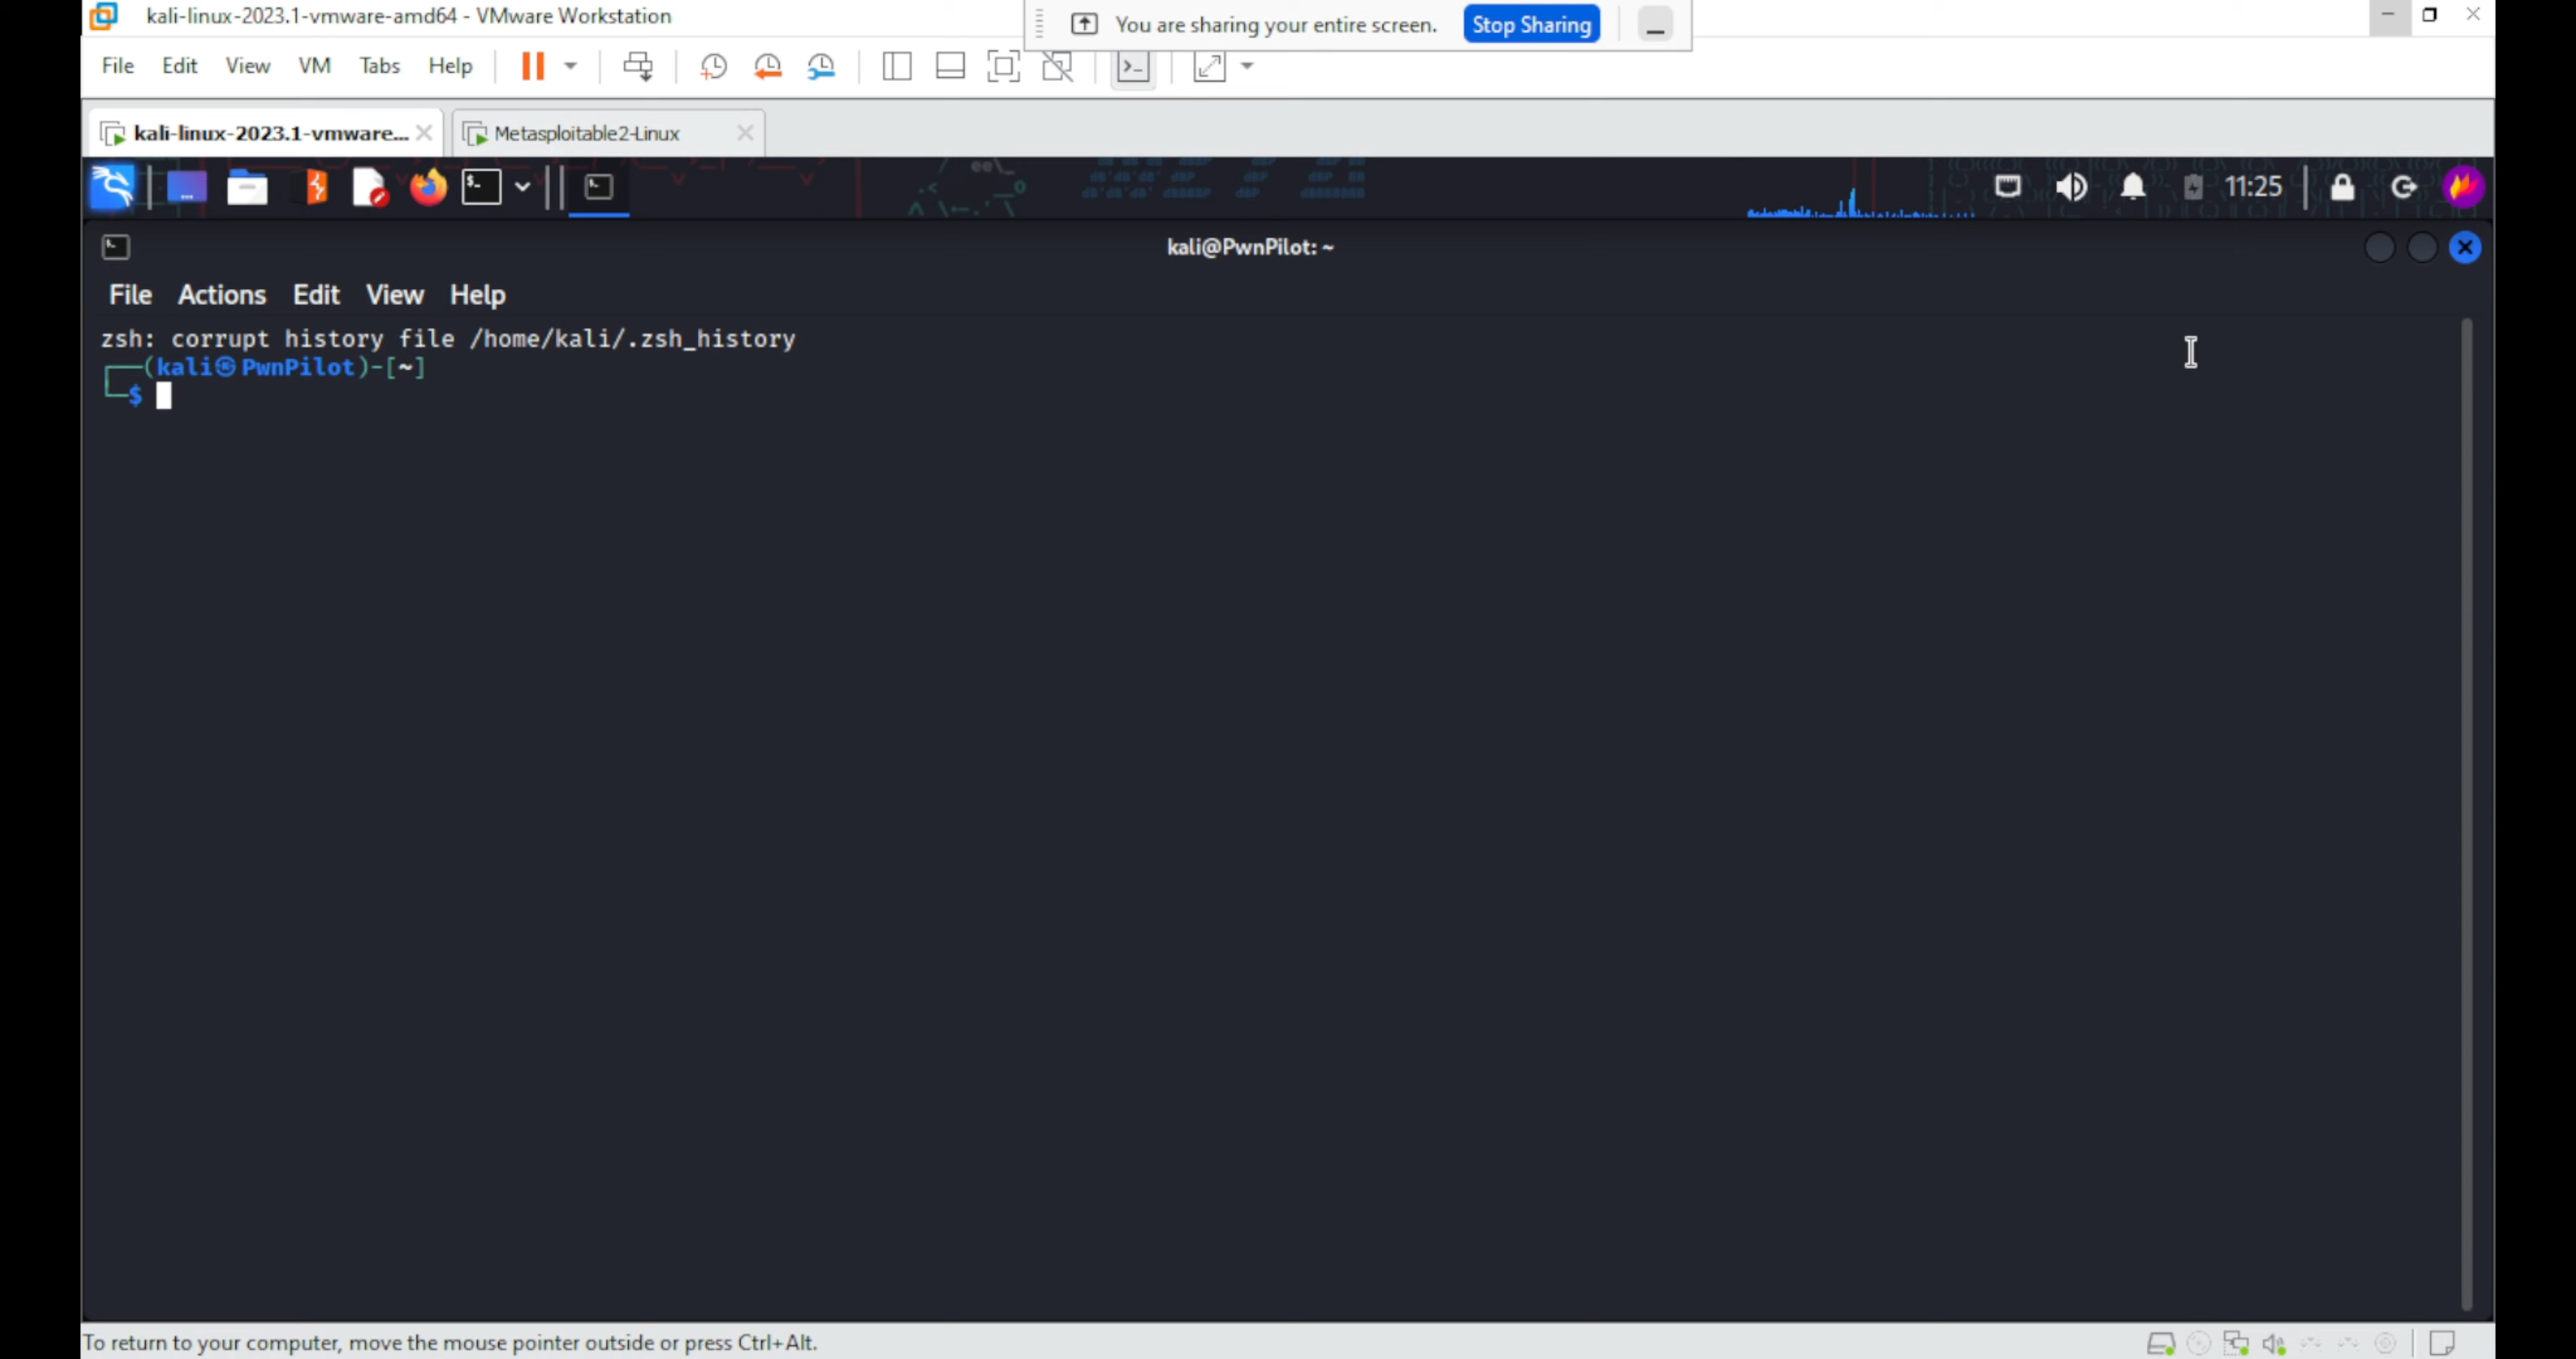 kali-linux-2023.1-vmware-amd64 - VMware Workstation
You are sharing your entire screen. Stop Sharing
File Edit View VM Tabs Help
kali-linux-2023.1-vmware... Metasploitable2-Linux
11:25
kali@PwnPilot: ~
File Actions Edit View Help
zsh: corrupt history file /home/kali/.zsh_history
┌──(kali㉿PwnPilot)-[~]
└─$
To return to your computer, move the mouse pointer outside or press Ctrl+Alt.